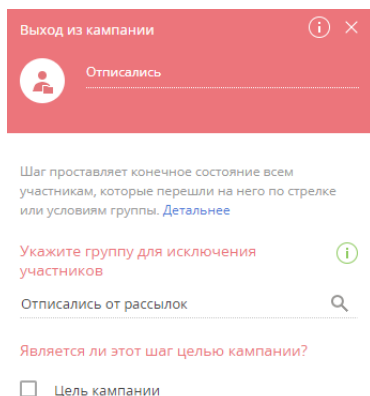 Выход из кампании
Отписались
Шаг проставляет конечное состояние всем
участникам, которые перешли на него по стрелке
или условиям группы. Детальнее
Укажите группу для исключения
участников
Отписались от рассылок
Является ли этот шаг целью кампании?
Цель кампании